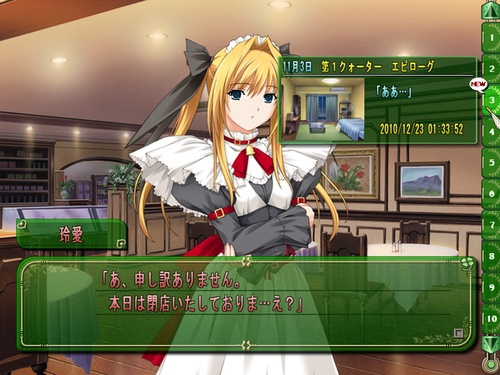 11月3日 第1クォーター エピローグ
「ああ…」
2010/12/23 01:33:52
NEW
1
2
3
4
5
6
7
8
9
10
玲愛
「あ、申し訳ありません。
本日は閉店いたしておりま…え？」